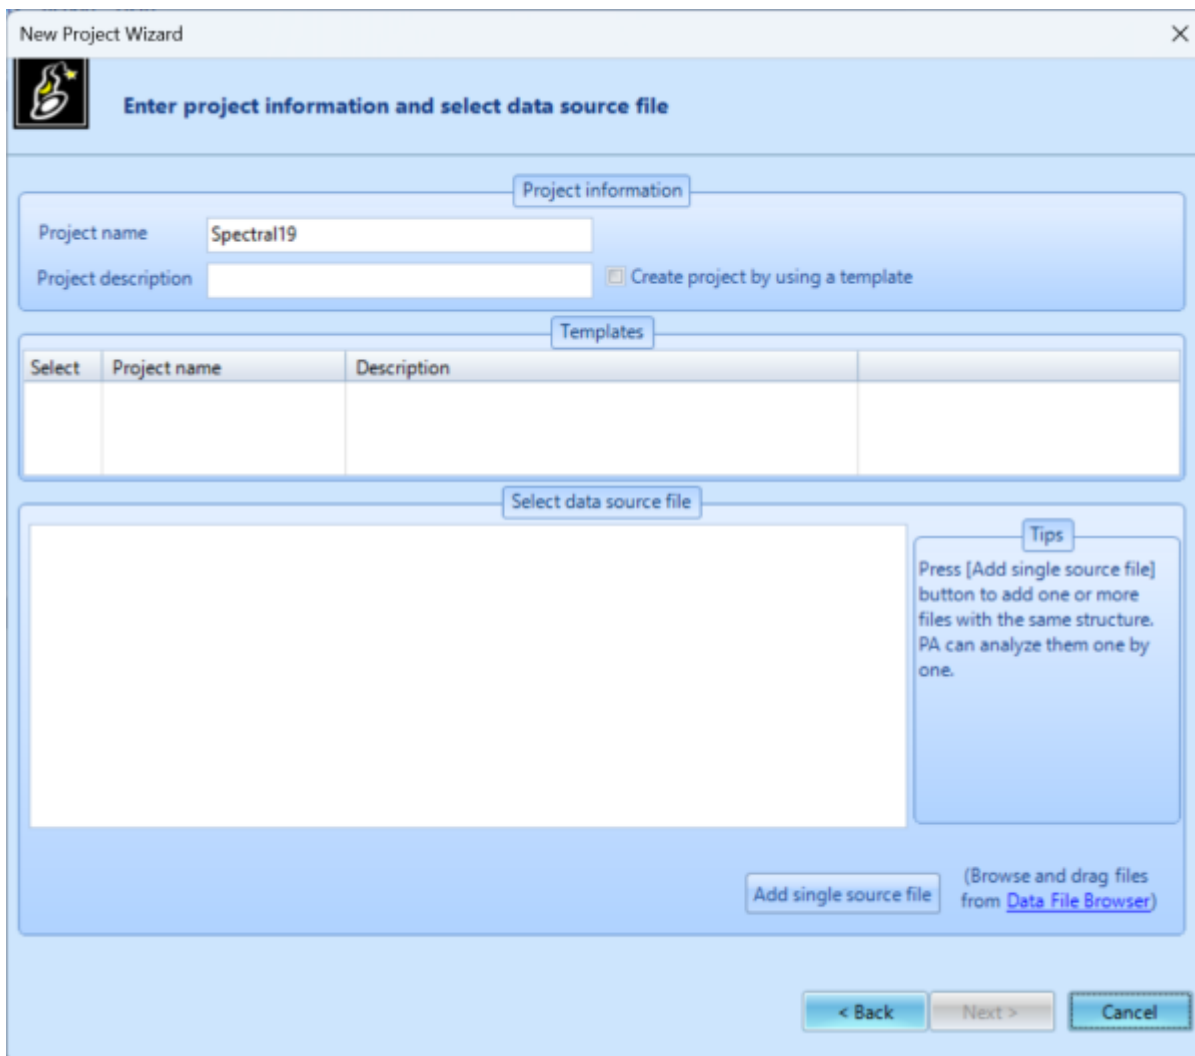 New Project Wizard
Enter project information and select data source file
Project information
Project name
Spectral19
Project description
Create project by using a template
Templates
Select Project name Description
Select data source file
Tips
Press [Add single source file]
button to add one or more
files with the same structure.
PA can analyze them one by
one.
Add single source file
(Browse and drag files
from Data File Browser)
< Back Next > Cancel